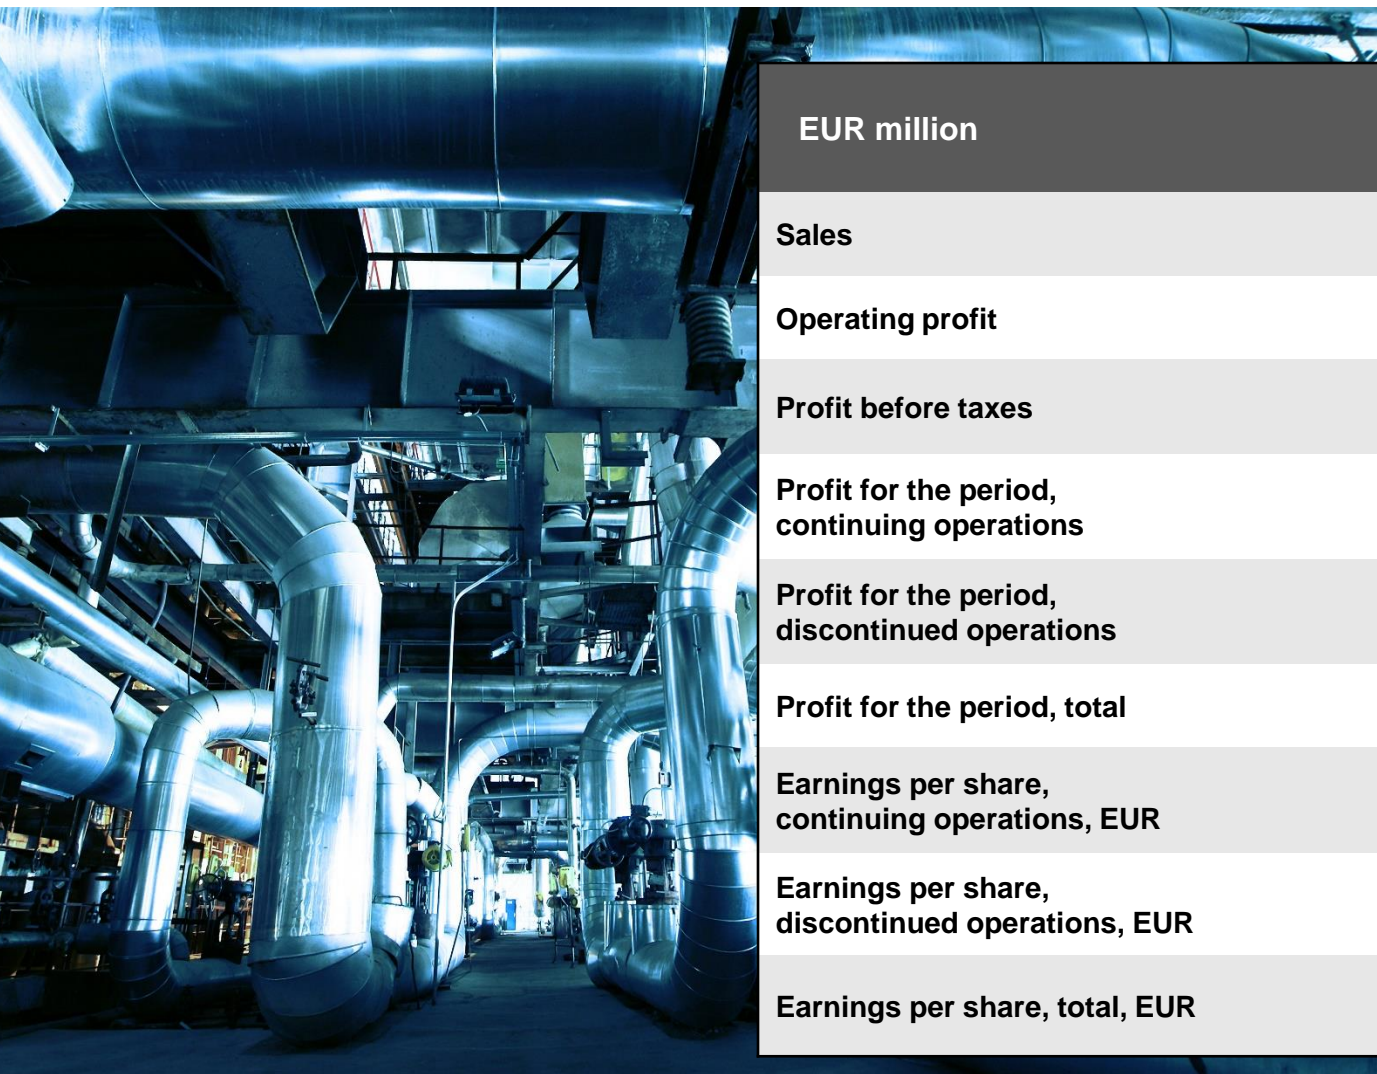 EUR million
Sales
Operating profit
Profit before taxes
Profit for the period,
continuing operations
Profit for the period,
discontinued operations
Profit for the period, total
Earnings per share,
continuing operations, EUR
Earnings per share,
discontinued operations, EUR
Earnings per share, total, EUR